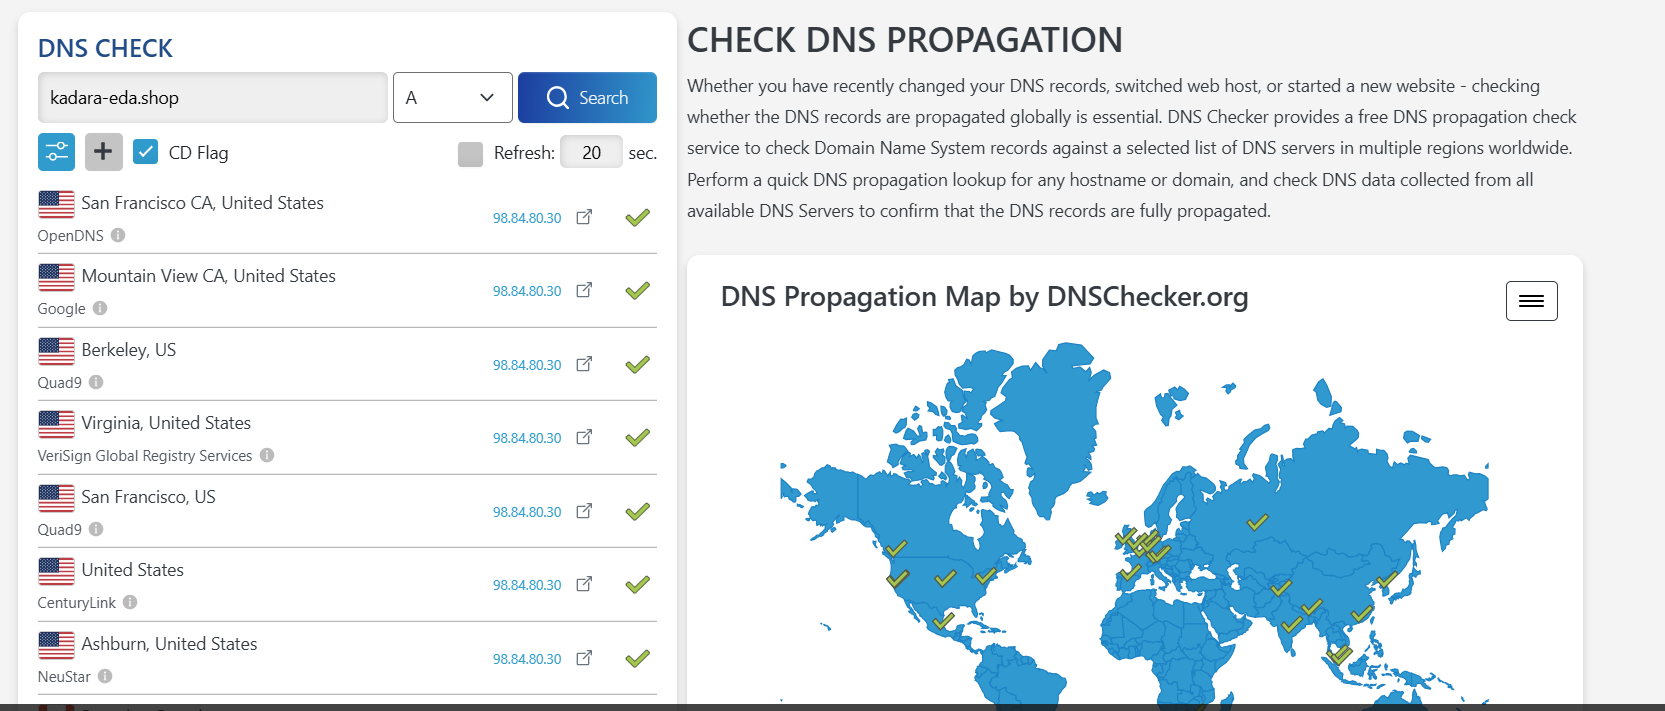 DNS CHECK
kadara-eda.shop
A
Search
CD Flag
Refresh:
20
sec.
San Francisco CA, United States
OpenDNS
98.84.80.30
Mountain View CA, United States
Google
98.84.80.30
Berkeley, US
Quad9
98.84.80.30
Virginia, United States
VeriSign Global Registry Services
98.84.80.30
San Francisco, US
Quad9
98.84.80.30
United States
CenturyLink
98.84.80.30
Ashburn, United States
NeuStar
98.84.80.30
CHECK DNS PROPAGATION
Whether you have recently changed your DNS records, switched web host, or started a new website - checking
whether the DNS records are propagated globally is essential. DNS Checker provides a free DNS propagation check
service to check Domain Name System records against a selected list of DNS servers in multiple regions worldwide.
Perform a quick DNS propagation lookup for any hostname or domain, and check DNS data collected from all
available DNS Servers to confirm that the DNS records are fully propagated.
DNS Propagation Map by DNSChecker.org